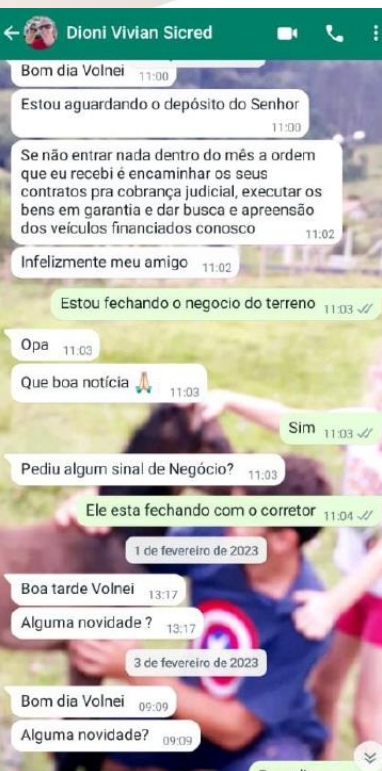 Dioni Vivian Sicred
Bom dia Volnei 11:00
Estou aguardando o depósito do Senhor
11:00
Se não entrar nada dentro do mês a ordem
que eu recebi é encaminhar os seus
contratos pra cobrança judicial, executar os
bens em garantia e dar busca e apreensão
dos veículos financiados conosco 11:02
Infelizmente meu amigo 11:02
Estou fechando o negocio do terreno 11:03
Opa 11:03
Que boa notícia 🙏 11:03
Sim 11:03
Pediu algum sinal de Negócio? 11:03
Ele esta fechando com o corretor 11:04
1 de fevereiro de 2023
Boa tarde Volnei 13:17
Alguma novidade ? 13:17
3 de fevereiro de 2023
Bom dia Volnei 09:09
Alguma novidade? 09:09